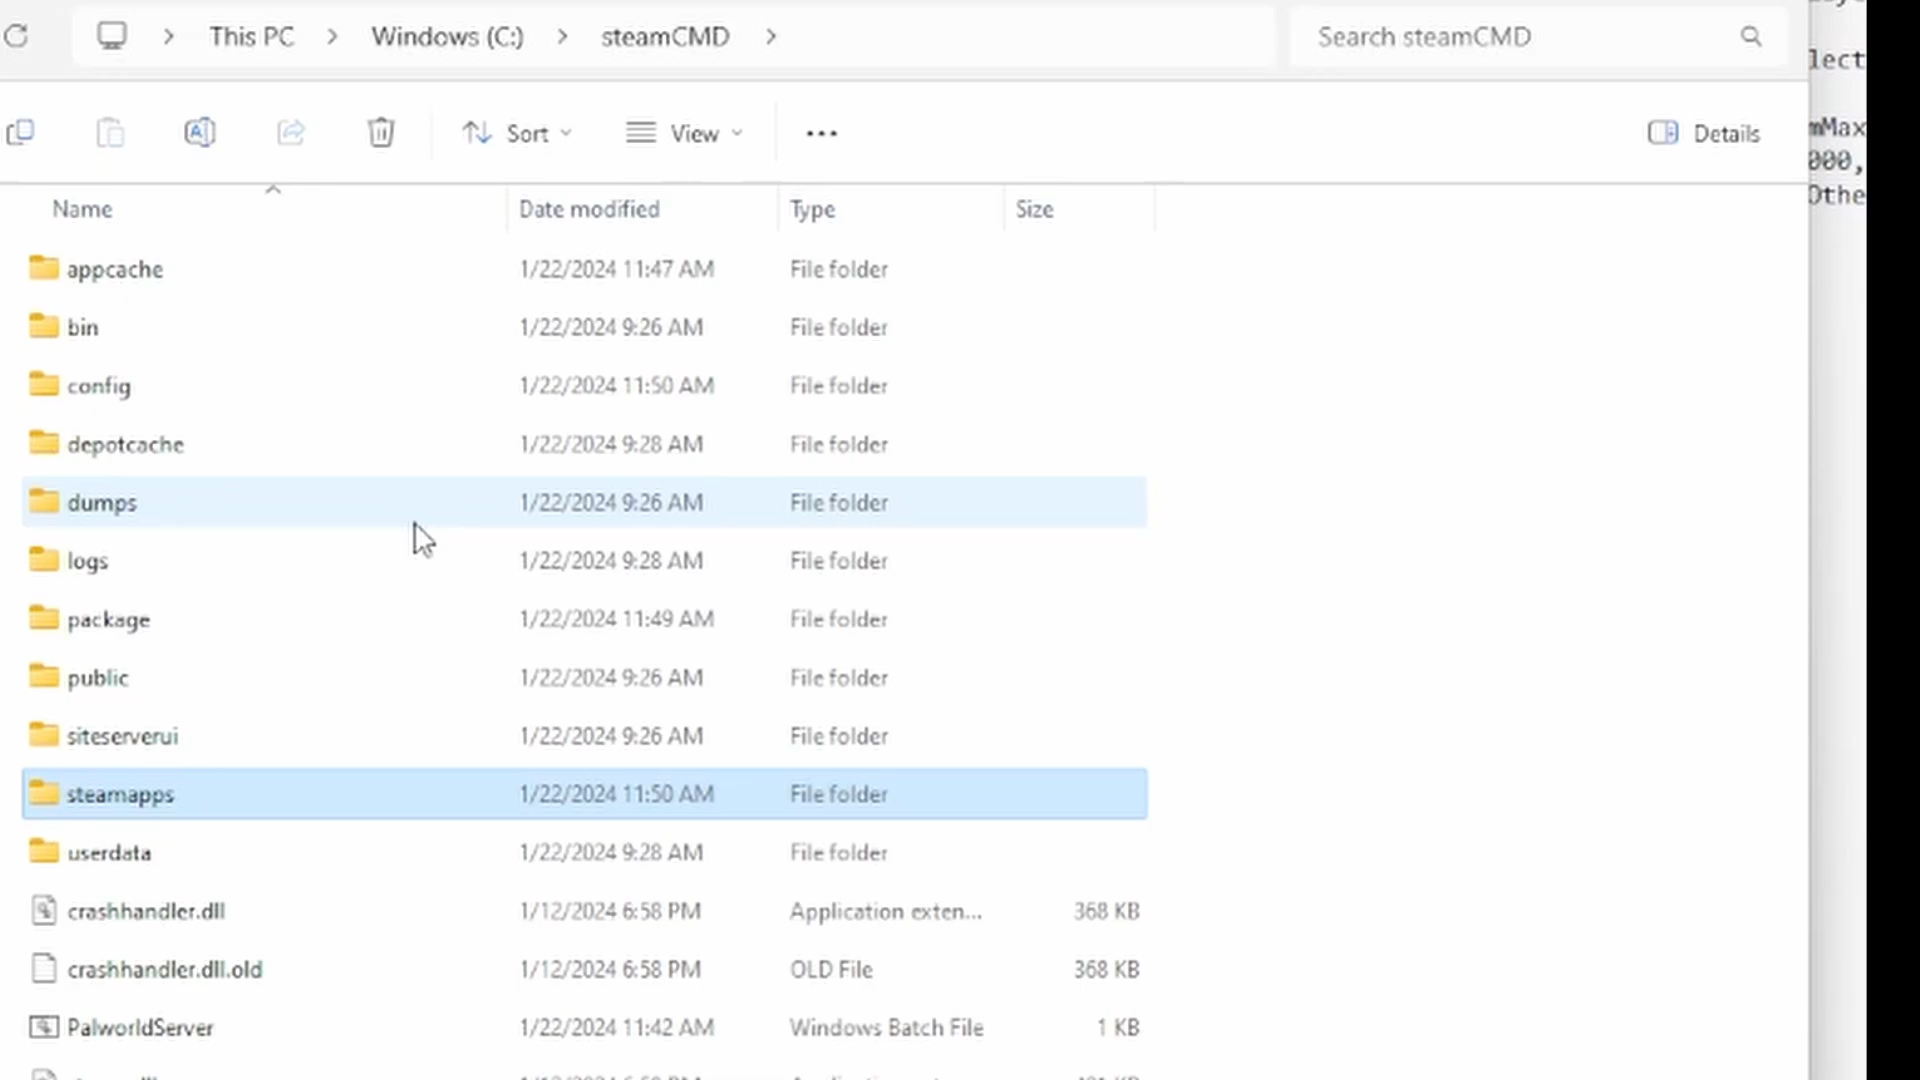 This PC > Windows (C:) > steamCMD > Search steamCMD
Sort View ... Details
Name Date modified Type Size
appcache 1/22/2024 11:47 AM File folder
bin 1/22/2024 9:26 AM File folder
config 1/22/2024 11:50 AM File folder
depotcache 1/22/2024 9:28 AM File folder
dumps 1/22/2024 9:26 AM File folder
logs 1/22/2024 9:28 AM File folder
package 1/22/2024 11:49 AM File folder
public 1/22/2024 9:26 AM File folder
siteserverui 1/22/2024 9:26 AM File folder
steamapps 1/22/2024 11:50 AM File folder
userdata 1/22/2024 9:28 AM File folder
crashhandler.dll 1/12/2024 6:58 PM Application exten... 368 KB
crashhandler.dll.old 1/12/2024 6:58 PM OLD File 368 KB
PalworldServer 1/22/2024 11:42 AM Windows Batch File 1 KB
lect
mMax
000,
Othe